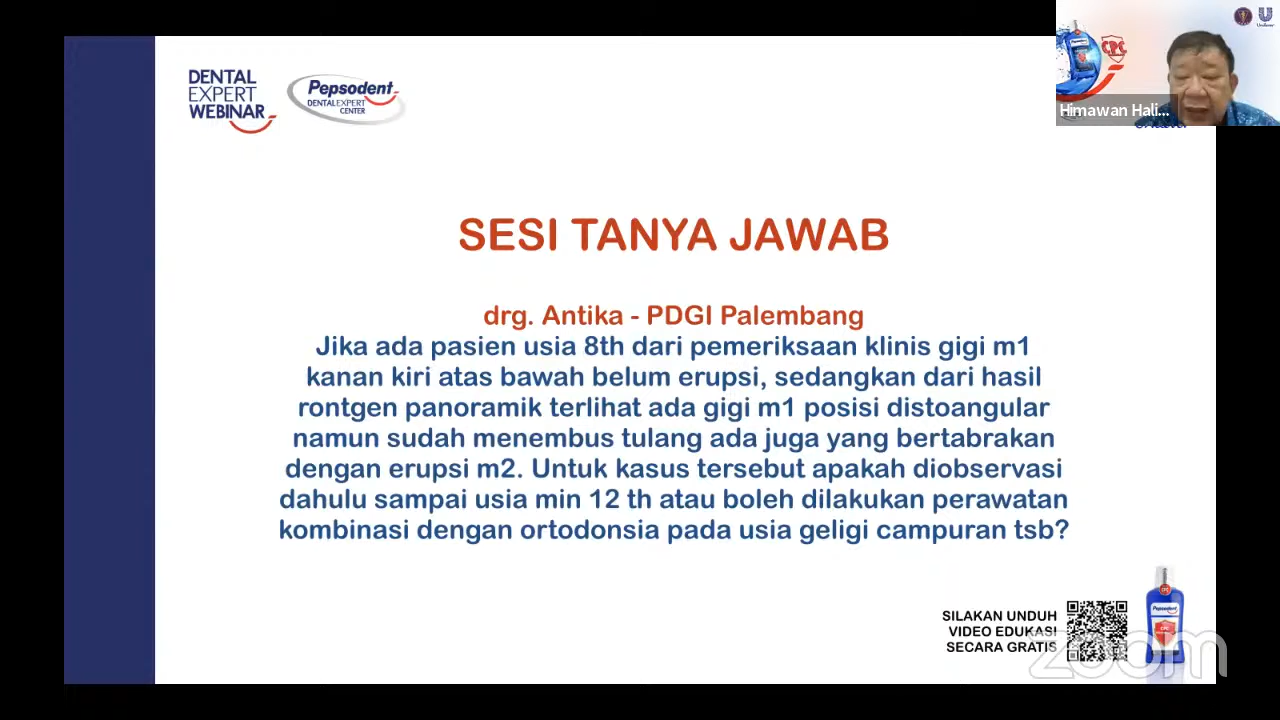 DENTAL
EXPERT
WEBINAR
Pepsodent
DENTAL EXPERT
CENTER
CPC
Unilever
Himawan Hali...
SESI TANYA JAWAB
drg. Antika - PDGI Palembang
Jika ada pasien usia 8th dari pemeriksaan klinis gigi m1
kanan kiri atas bawah belum erupsi, sedangkan dari hasil
rontgen panoramik terlihat ada gigi m1 posisi distoangular
namun sudah menembus tulang ada juga yang bertabrakan
dengan erupsi m2. Untuk kasus tersebut apakah diobservasi
dahulu sampai usia min 12 th atau boleh dilakukan perawatan
kombinasi dengan ortodonsia pada usia geligi campuran tsb?
SILAKAN UNDUH
VIDEO EDUKASI
SECARA GRATIS
Pepsodent
CPC
zoom